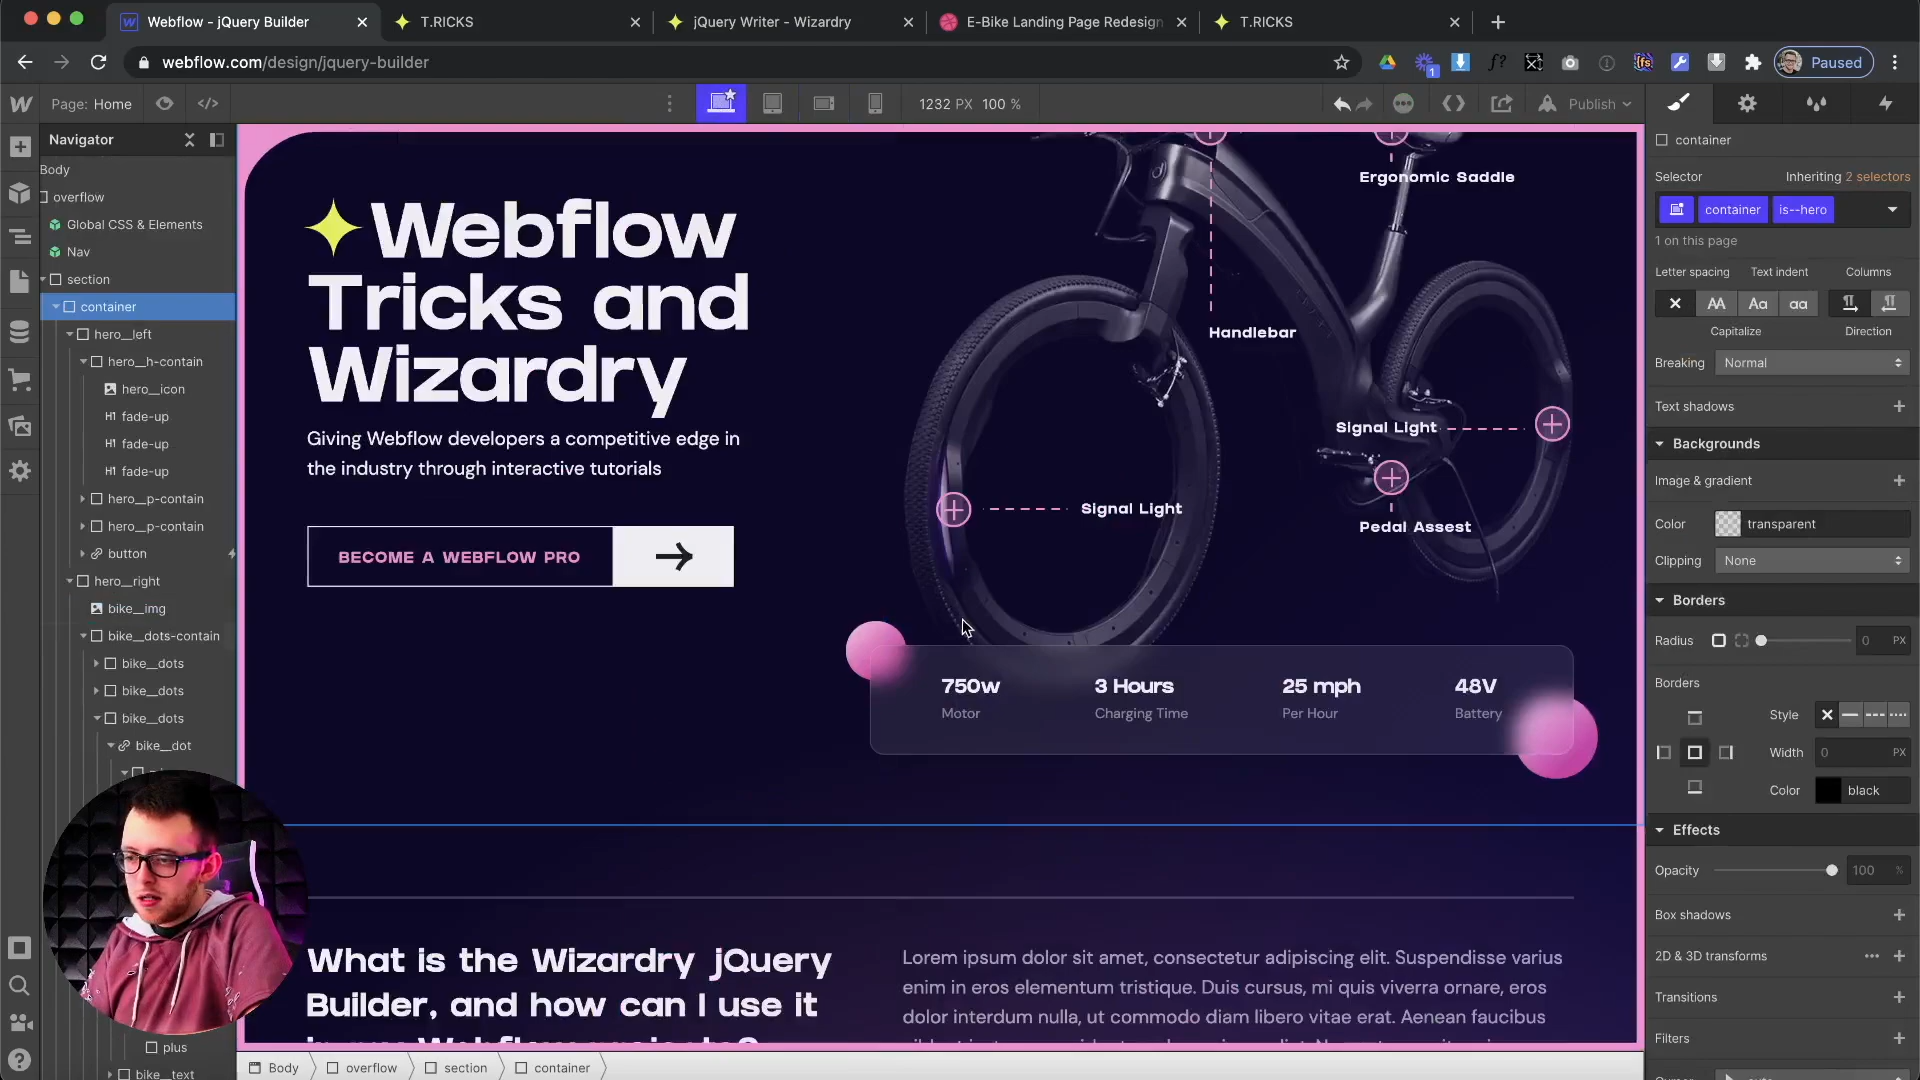 Webflow - jQuery Builder
T.RICKS
jQuery Writer - Wizardry
E-Bike Landing Page Redesign
T.RICKS
webflow.com/design/jquery-builder
1
f?
{fs
Paused
Page: Home
1232 PX 100 %
Publish
Navigator
Body
overflow
Global CSS & Elements
Nav
section
container
hero__left
hero__h-contain
hero__icon
H1 fade-up
H1 fade-up
H1 fade-up
hero__p-contain
hero__p-contain
button
hero__right
bike__img
bike__dots-contain
bike__dots
bike__dots
bike__dots
bike__dot
plus
bike__text
Webflow
Tricks and
Wizardry
Giving Webflow developers a competitive edge in
the industry through interactive tutorials
BECOME A WEBFLOW PRO
Ergonomic Saddle
Handlebar
Signal Light
Signal Light
Pedal Assest
750w
Motor
3 Hours
Charging Time
25 mph
Per Hour
48V
Battery
What is the Wizardry jQuery
Builder, and how can I use it
in my Webflow projects?
Lorem ipsum dolor sit amet, consectetur adipiscing elit. Suspendisse varius
enim in eros elementum tristique. Duis cursus, mi quis viverra ornare, eros
dolor interdum nulla, ut commodo diam libero vitae erat. Aenean faucibus
Body overflow section container
container
Selector Inheriting 2 selectors
container is--hero
1 on this page
Letter spacing Text indent Columns
AA Aa aa
Capitalize Direction
Breaking Normal
Text shadows
Backgrounds
Image & gradient
Color transparent
Clipping None
Borders
Radius 0 PX
Borders
Style
Width 0 PX
Color black
Effects
Opacity 100 %
Box shadows
2D & 3D transforms
Transitions
Filters